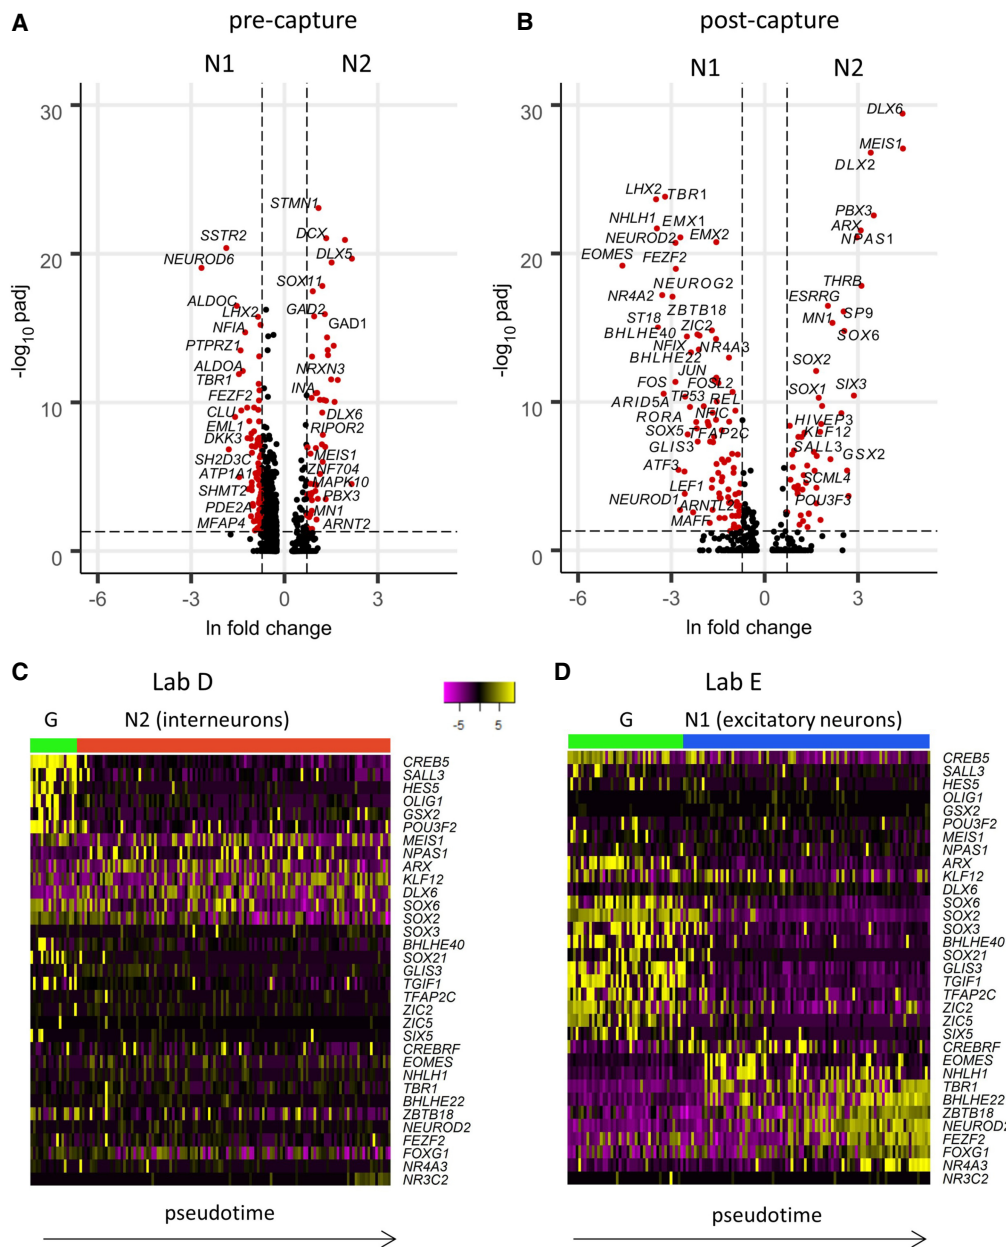 A
pre-capture
N1
N2
30
20
10
0
-log10 padj
STMN1
DCX
SSTR2
DLX5
NEUROD6
SOX11
ALDOC
LHX2
GAD2
NFIA
GAD1
PTPRZ1
ALDOA
NRXN3
TBR1
INA
FEZF2
CLU
DLX6
EML1
RIPOR2
DKK3
MEIS1
SH2D3C
ZNF704
ATP1A1
MAPK10
SHMT2
PBX3
PDE2A
MN1
MFAP4
ARNT2
-6
-3
0
3
ln fold change
B
post-capture
N1
N2
30
20
10
0
-log10 padj
DLX6
MEIS1
DLX2
LHX2
TBR1
PBX3
NHLH1
EMX1
ARX
NEUROD2
EMX2
NPAS1
EOMES
FEZF2
NEUROG2
THRB
NR4A2
ESRRG
ZBTB18
SP9
ST18
ZIC2
MN1
BHLHE40
SOX6
NFIX
NR4A3
BHLHE22
SOX2
JUN
FOS
FOSL2
SOX1
SIX3
TP53
REL
ARID5A
NFIC
HIVEP3
RORA
KLF12
SOX5
TFAP2C
SALL3
GLIS3
GSX2
ATF3
SCML4
LEF1
NEUROD1
ARNTL2
POU3F3
MAFF
-6
-3
0
3
ln fold change
C
Lab D
G
N2 (interneurons)
-5
5
CREB5
SALL3
HES5
OLIG1
GSX2
POU3F2
MEIS1
NPAS1
ARX
KLF12
DLX6
SOX6
SOX2
SOX3
BHLHE40
SOX21
GLIS3
TGIF1
TFAP2C
ZIC2
ZIC5
SIX5
CREBRF
EOMES
NHLH1
TBR1
BHLHE22
ZBTB18
NEUROD2
FEZF2
FOXG1
NR4A3
NR3C2
pseudotime
D
Lab E
G
N1 (excitatory neurons)
CREB5
SALL3
HES5
OLIG1
GSX2
POU3F2
MEIS1
NPAS1
ARX
KLF12
DLX6
SOX6
SOX2
SOX3
BHLHE40
SOX21
GLIS3
TGIF1
TFAP2C
ZIC2
ZIC5
SIX5
CREBRF
EOMES
NHLH1
TBR1
BHLHE22
ZBTB18
NEUROD2
FEZF2
FOXG1
NR4A3
NR3C2
pseudotime